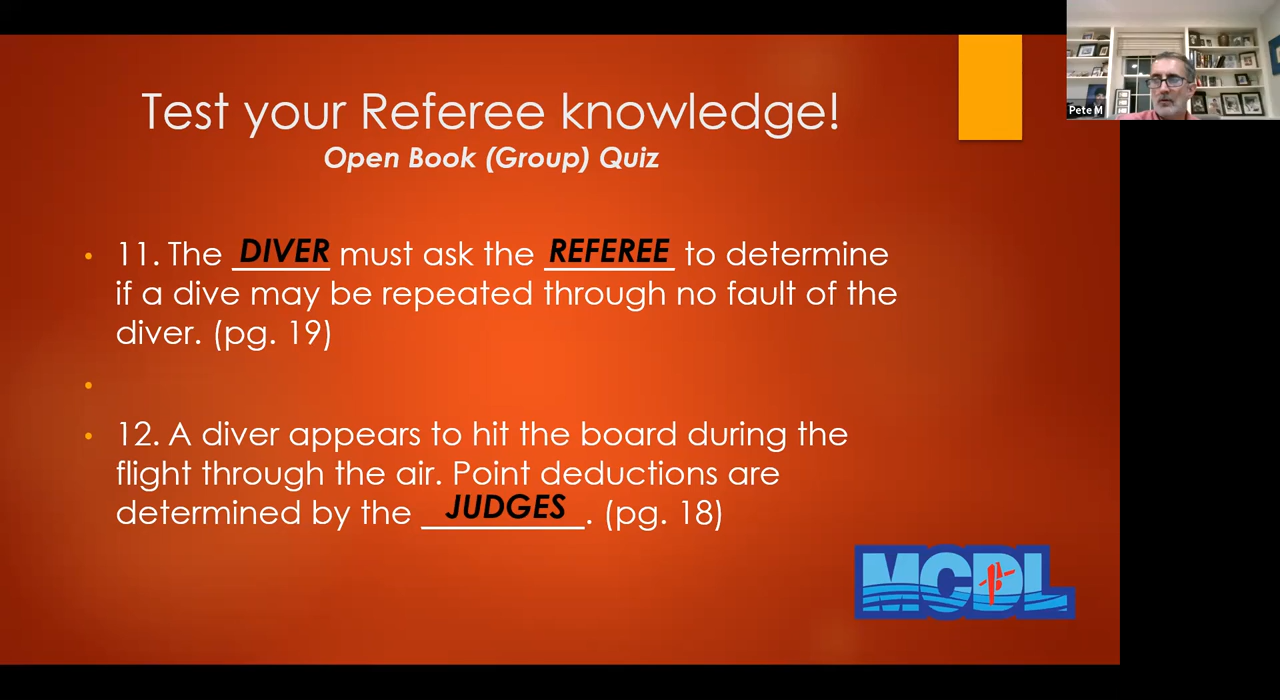 Test your Referee knowledge!
Open Book (Group) Quiz
11. The DIVER must ask the REFEREE to determine
if a dive may be repeated through no fault of the
diver. (pg. 19)
12. A diver appears to hit the board during the
flight through the air. Point deductions are
determined by the JUDGES. (pg. 18)
MCDL
Pete M